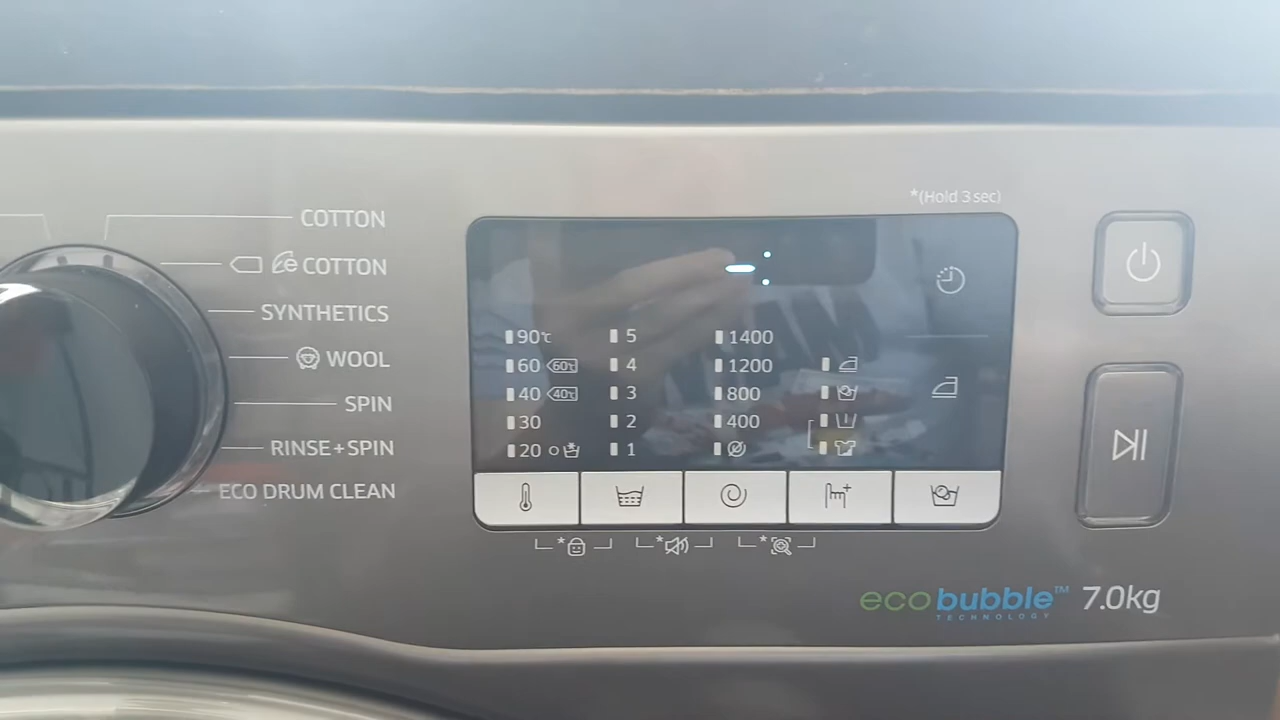 *(Hold 3 sec)
COTTON
e COTTON
SYNTHETICS
WOOL
SPIN
RINSE+SPIN
ECO DRUM CLEAN
90℃ 5 1400
60 60℃ 4 1200
40 40℃ 3 800
30 2 400
20 1
* * *
ecobubble™ 7.0kg
TECHNOLOGY